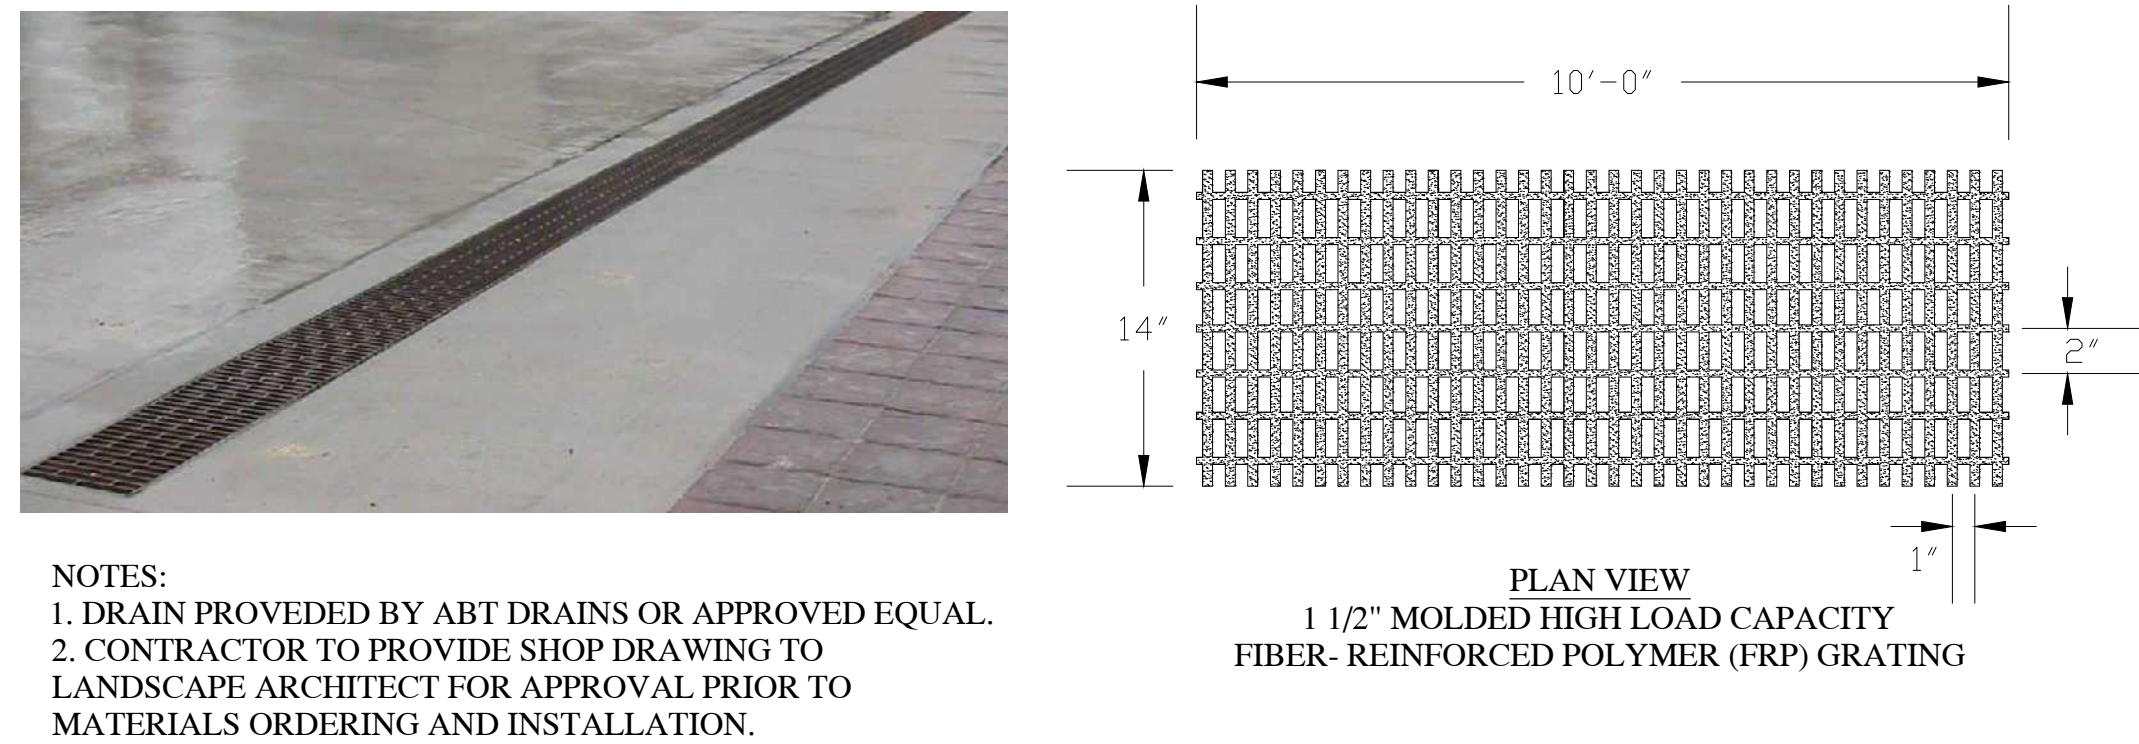 NOTES:
1. DRAIN PROVEDED BY ABT DRAINS OR APPROVED EQUAL.
2. CONTRACTOR TO PROVIDE SHOP DRAWING TO
LANDSCAPE ARCHITECT FOR APPROVAL PRIOR TO
MATERIALS ORDERING AND INSTALLATION.
10'-0"
14"
2"
1"
PLAN VIEW
1 1/2" MOLDED HIGH LOAD CAPACITY
FIBER- REINFORCED POLYMER (FRP) GRATING